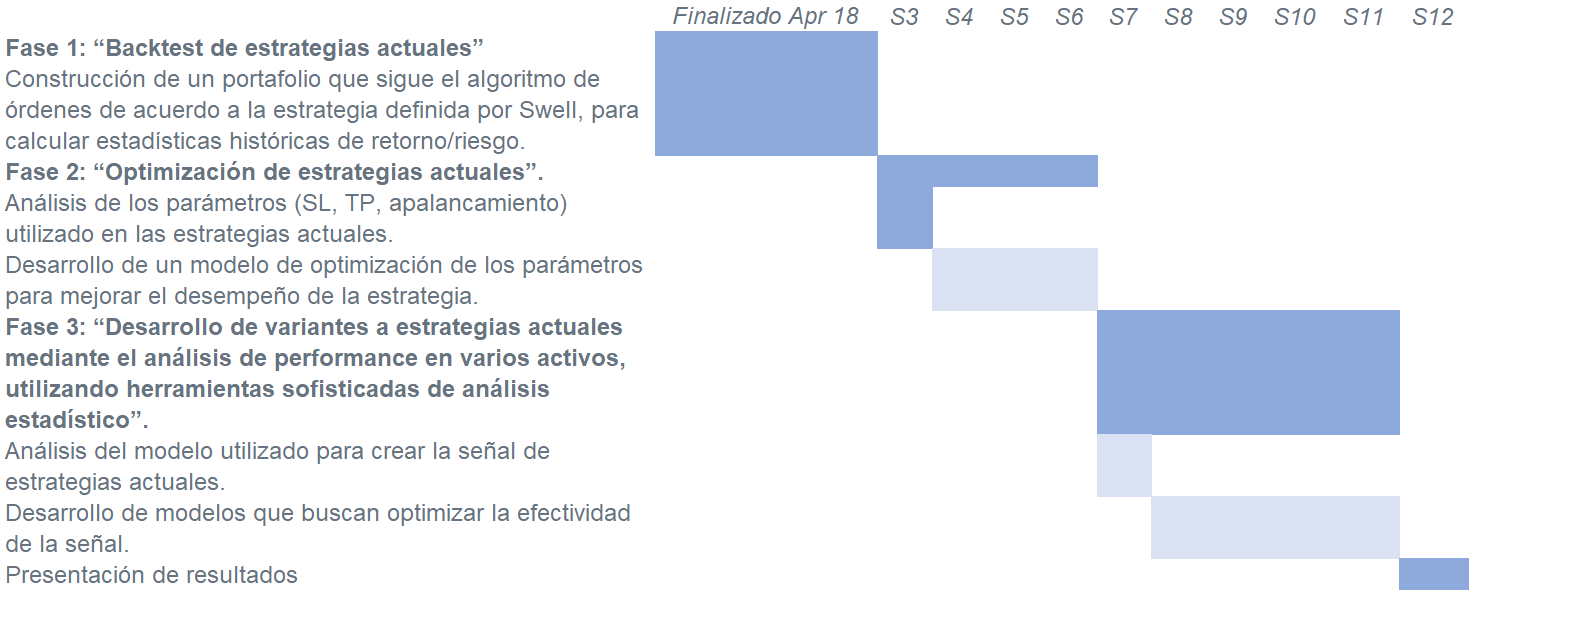 Finalizado Apr 18 S3 S4 S5 S6 S7 S8 S9 S10 S11 S12
Fase 1: “Backtest de estrategias actuales”
Construcción de un portafolio que sigue el algoritmo de
órdenes de acuerdo a la estrategia definida por Swell, para
calcular estadísticas históricas de retorno/riesgo.
Fase 2: “Optimización de estrategias actuales”.
Análisis de los parámetros (SL, TP, apalancamiento)
utilizado en las estrategias actuales.
Desarrollo de un modelo de optimización de los parámetros
para mejorar el desempeño de la estrategia.
Fase 3: “Desarrollo de variantes a estrategias actuales
mediante el análisis de performance en varios activos,
utilizando herramientas sofisticadas de análisis
estadístico”.
Análisis del modelo utilizado para crear la señal de
estrategias actuales.
Desarrollo de modelos que buscan optimizar la efectividad
de la señal.
Presentación de resultados